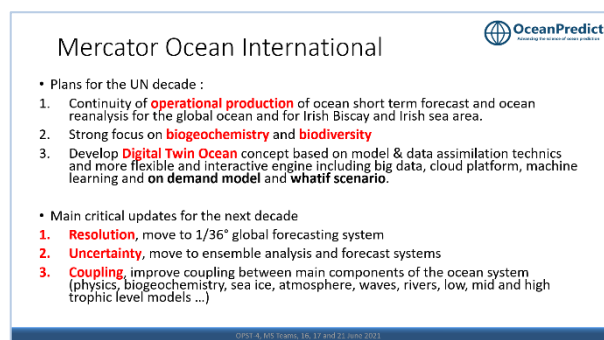 OceanPredict
Advancing the science of ocean prediction
Mercator Ocean International
• Plans for the UN decade :
1. Continuity of operational production of ocean short term forecast and ocean
reanalysis for the global ocean and for Irish Biscay and Irish sea area.
2. Strong focus on biogeochemistry and biodiversity
3. Develop Digital Twin Ocean concept based on model & data assimilation technics
and more flexible and interactive engine including big data, cloud platform, machine
learning and on demand model and whatif scenario.
• Main critical updates for the next decade
1. Resolution, move to 1/36° global forecasting system
2. Uncertainty, move to ensemble analysis and forecast systems
3. Coupling, improve coupling between main components of the ocean system
(physics, biogeochemistry, sea ice, atmosphere, waves, rivers, low, mid and high
trophic level models ...)
OPST-4, MS Teams, 16, 17 and 21 June 2021